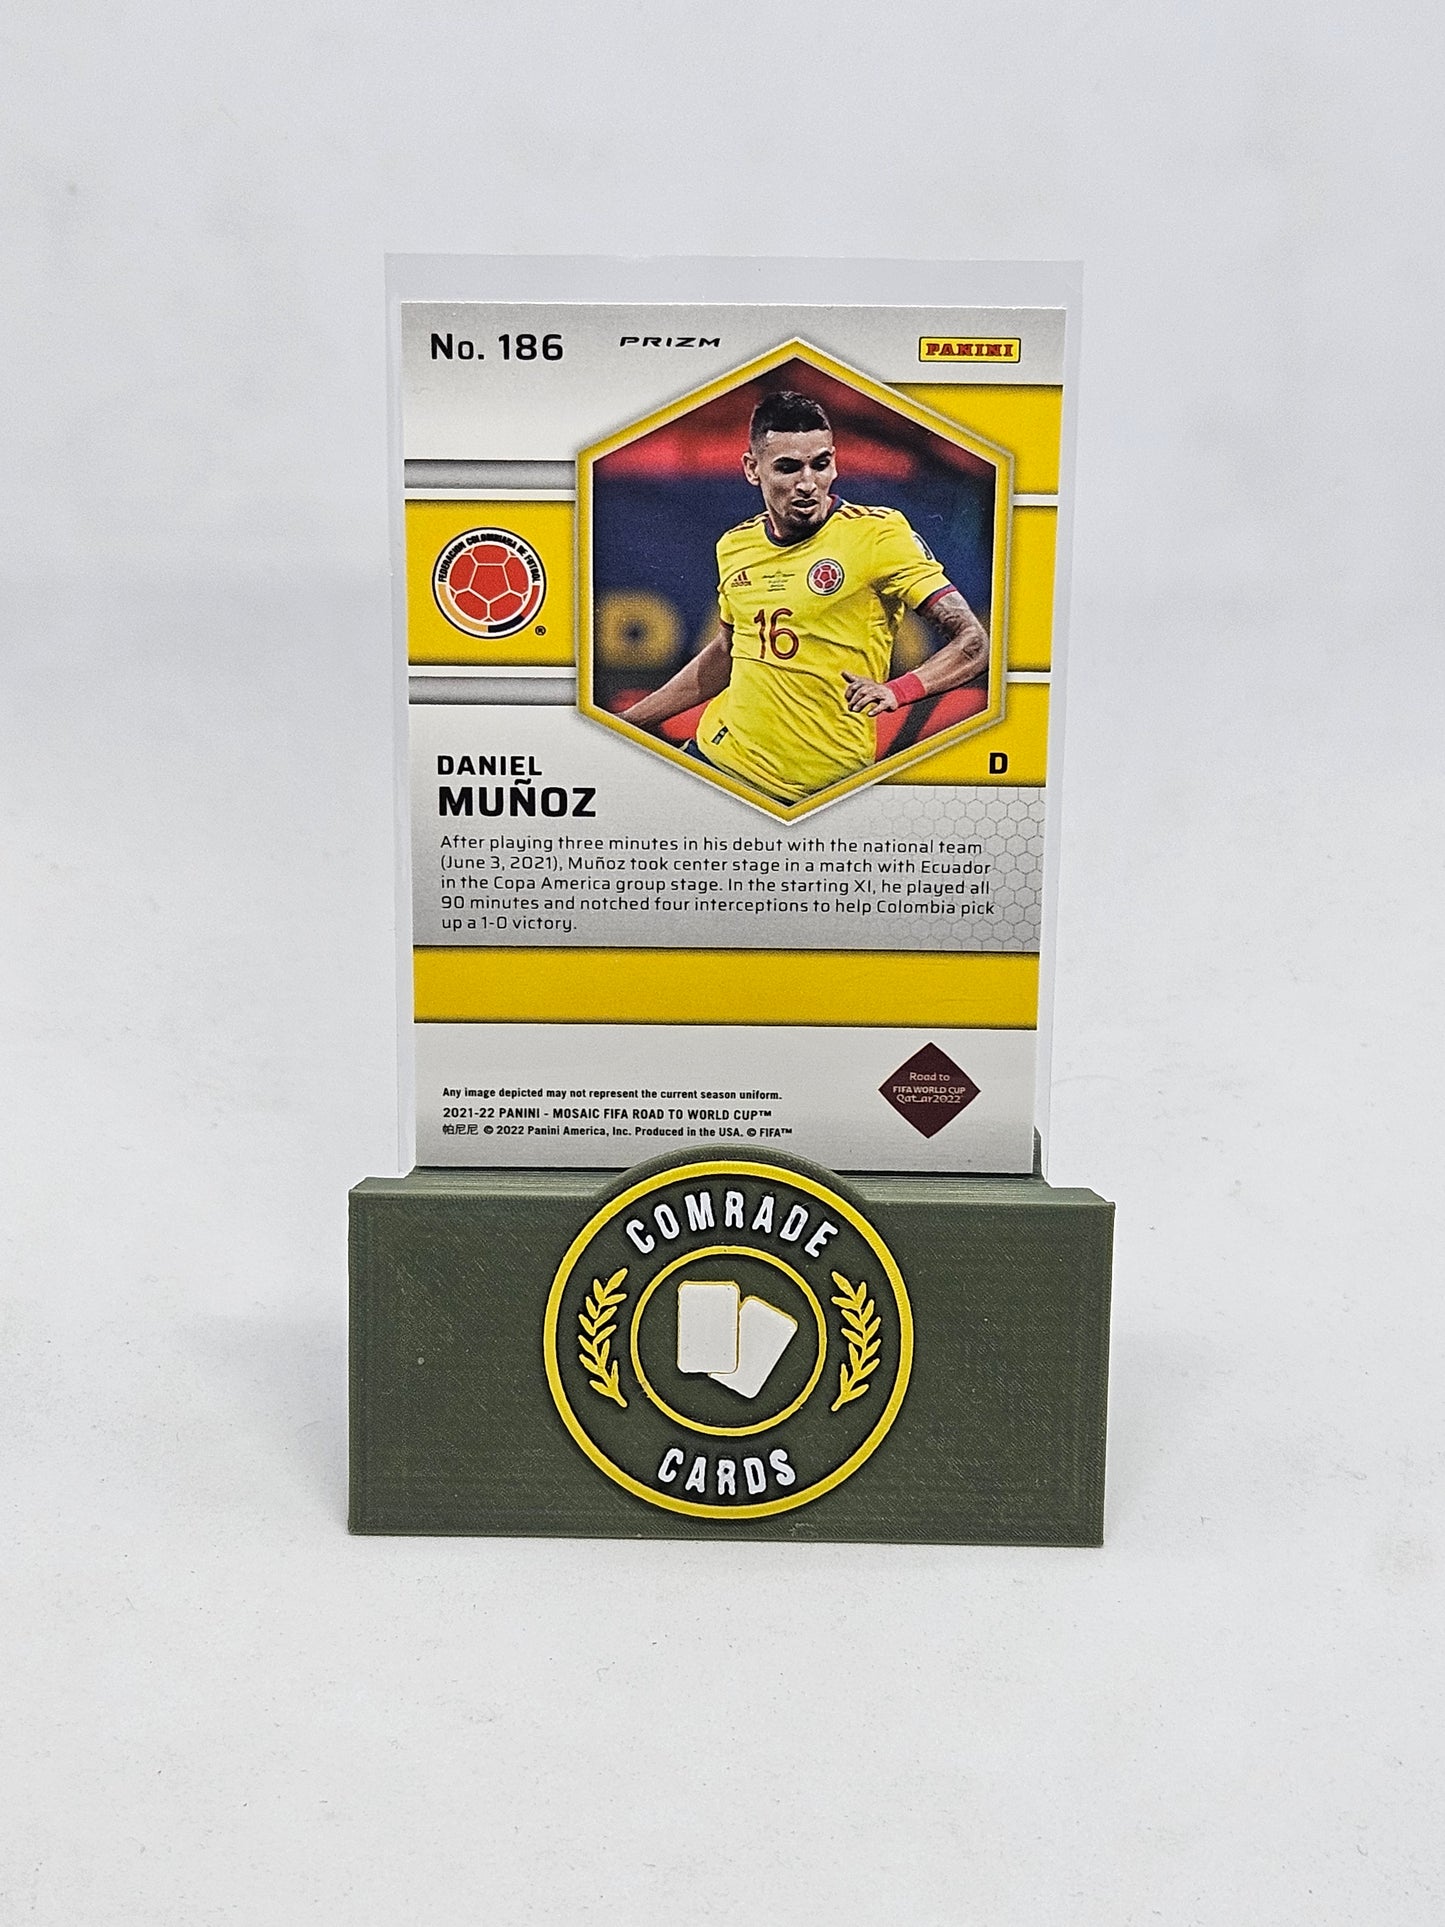 No. 186
PRIZM
PANINI
FEDERACION COLOMBIANA DE FUTBOL
®
adidas
16
DANIEL
MUÑOZ
D
After playing three minutes in his debut with the national team
(June 3, 2021), Muñoz took center stage in a match with Ecuador
in the Copa America group stage. In the starting XI, he played all
90 minutes and notched four interceptions to help Colombia pick
up a 1-0 victory.
Road to
FIFA WORLD CUP
Qatar2022
Any image depicted may not represent the current season uniform.
2021-22 PANINI - MOSAIC FIFA ROAD TO WORLD CUP™
帕尼尼 © 2022 Panini America, Inc. Produced in the USA. © FIFA™
COMRADE
CARDS